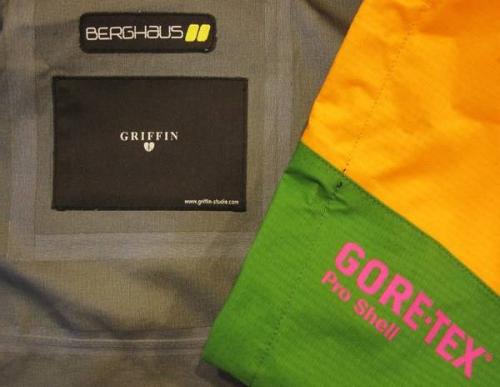 BERGHAUS
GRIFFIN
www.griffin-studio.com
GORE-TEX®
Pro Shell